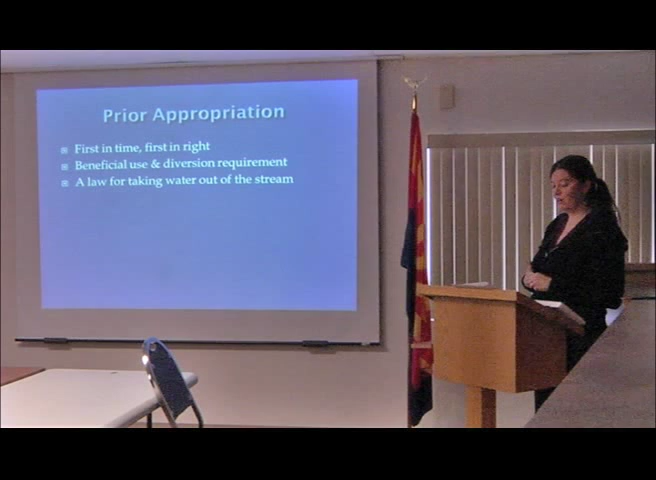 Prior Appropriation
First in time, first in right
Beneficial use & diversion requirement
A law for taking water out of the stream